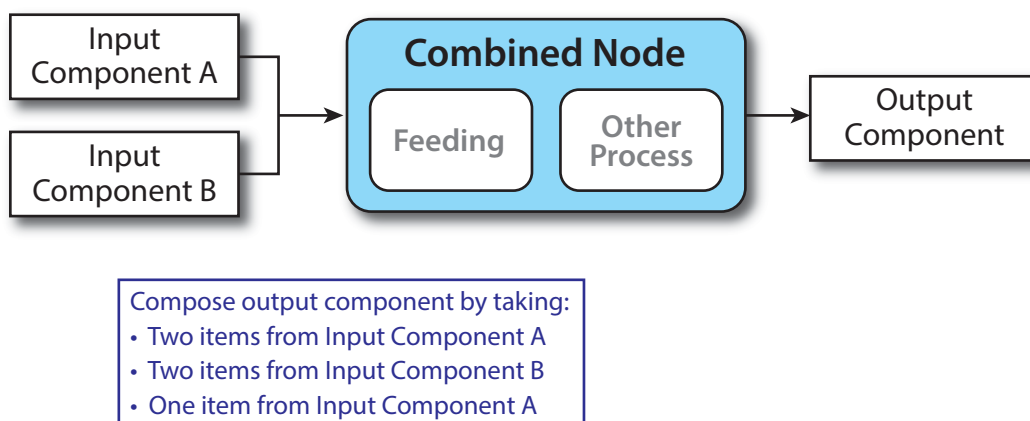 Input
Component A
Input
Component B
Combined Node
Feeding
Other
Process
Output
Component
Compose output component by taking:
• Two items from Input Component A
• Two items from Input Component B
• One item from Input Component A